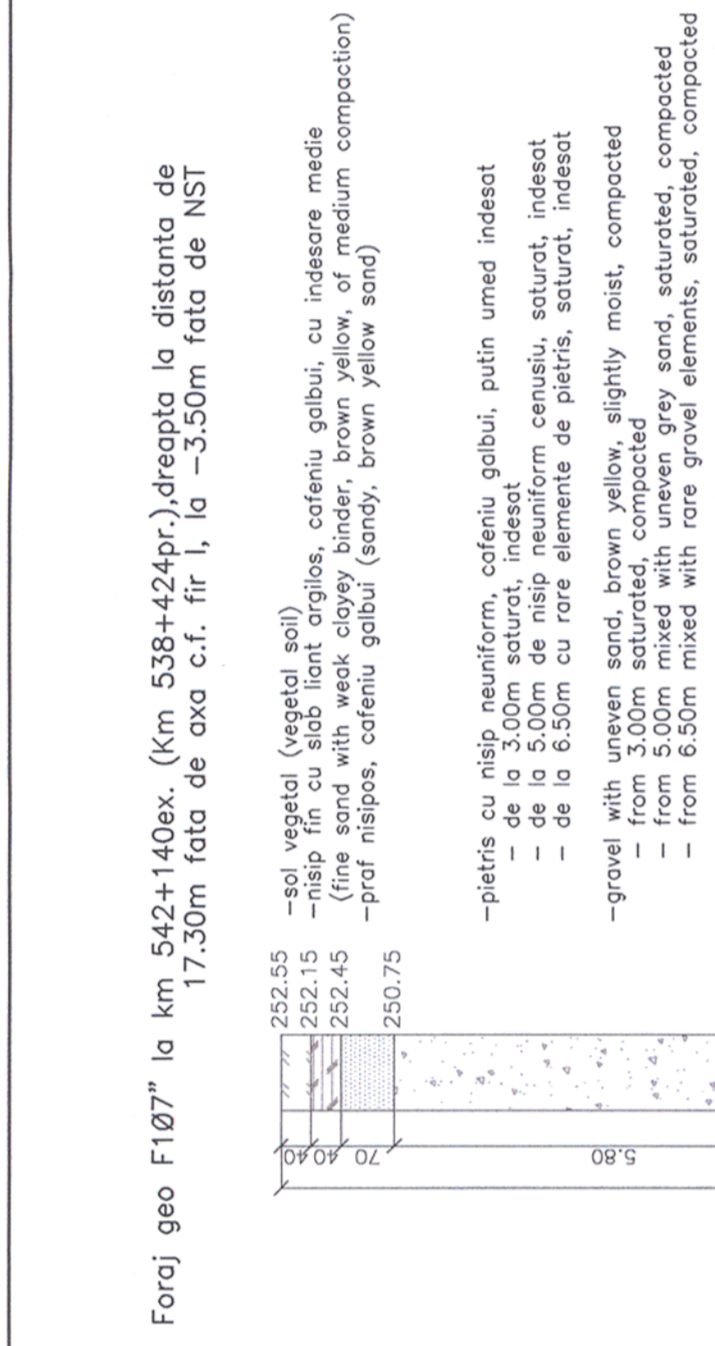 Foraj geo F1Ø7" la km 542+140ex. (Km 538+424pr.),dreapta la distanta de
17.30m fata de axa c.f. fir I, la −3.50m fata de NST
252.55
−sol vegetal (vegetal soil)
252.15
−nisip fin cu slab liant argilos, cafeniu galbui, cu indesare medie
252.45
(fine sand with weak clayey binder, brown yellow, of medium compaction)
−praf nisipos, cafeniu galbui (sandy, brown yellow sand)
250.75
40
40
70
5.80
−pietris cu nisip neuniform, cafeniu galbui, putin umed indesat
− de la 3.00m saturat, indesat
− de la 5.00m de nisip neuniform cenusiu, saturat, indesat
− de la 6.50m cu rare elemente de pietris, saturat, indesat
−gravel with uneven sand, brown yellow, slightly moist, compacted
− from 3.00m saturated, compacted
− from 5.00m mixed with uneven grey sand, saturated, compacted
− from 6.50m mixed with rare gravel elements, saturated, compacted